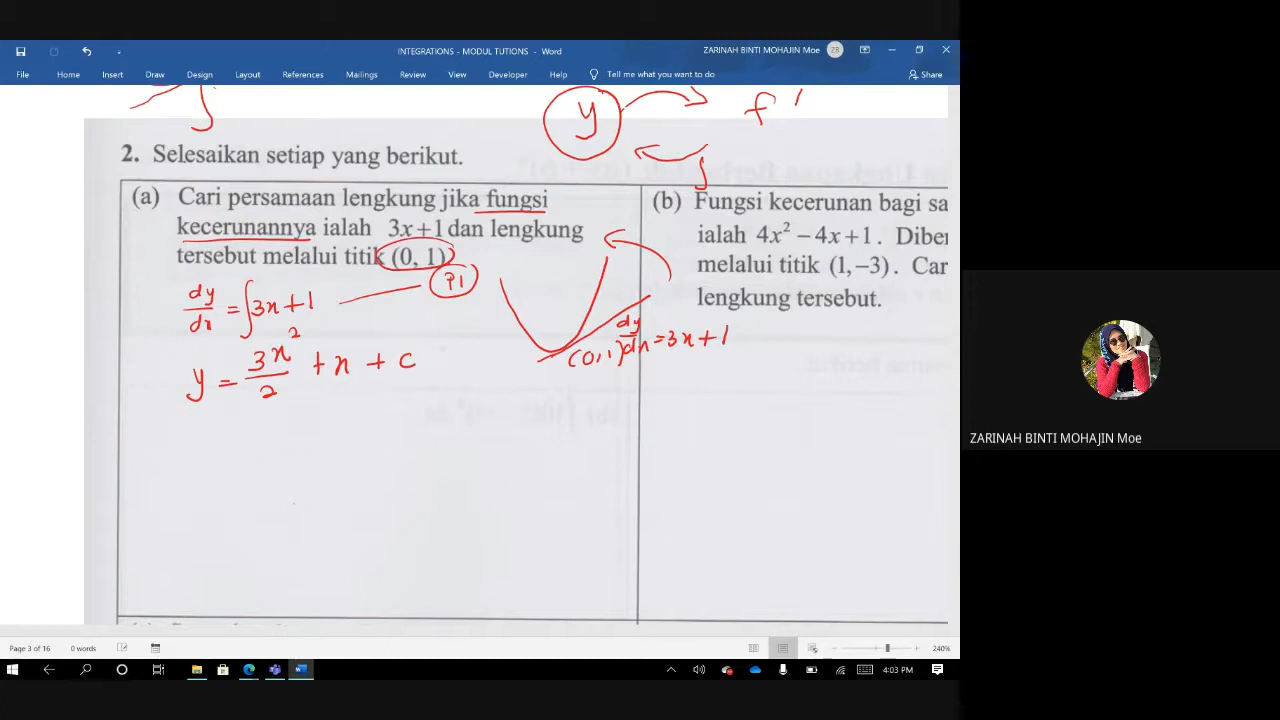 INTEGRATIONS - MODUL TUTIONS - Word
ZARINAH BINTI MOHAJIN Moe ZB
File Home Insert Draw Design Layout References Mailings Review View Developer Help Tell me what you want to do Share
y f'
∫
2. Selesaikan setiap yang berikut.
(a) Cari persamaan lengkung jika fungsi
kecerunannya ialah 3x+1 dan lengkung
tersebut melalui titik (0, 1)
P1
dy/dx = ∫3x+1
y = 3x²/2 + x + c
(0,1) dy/dx = 3x+1
(b) Fungsi kecerunan bagi sa
ialah 4x² − 4x + 1. Diber
melalui titik (1, −3). Car
lengkung tersebut.
ZARINAH BINTI MOHAJIN Moe
Page 3 of 16 0 words 240%
4:03 PM